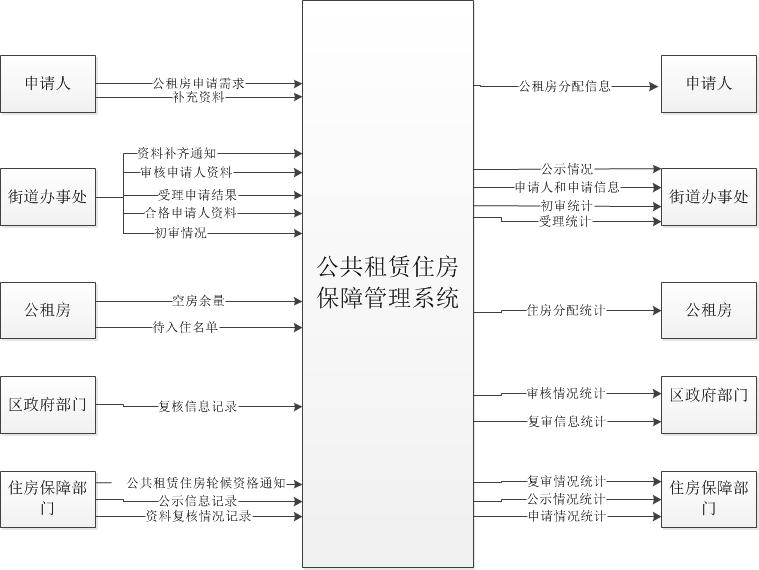 申请人
公租房申请需求
补充资料
街道办事处
资料补齐通知
审核申请人资料
受理申请结果
合格申请人资料
初审情况
公租房
空房余量
待入住名单
区政府部门
复核信息记录
住房保障部
门
公共租赁住房轮候资格通知
公示信息记录
资料复核情况记录
公共租赁住房
保障管理系统
公租房分配信息
申请人
公示情况
申请人和申请信息
初审统计
受理统计
街道办事处
住房分配统计
公租房
审核情况统计
复审信息统计
区政府部门
复审情况统计
公示情况统计
申请情况统计
住房保障部
门